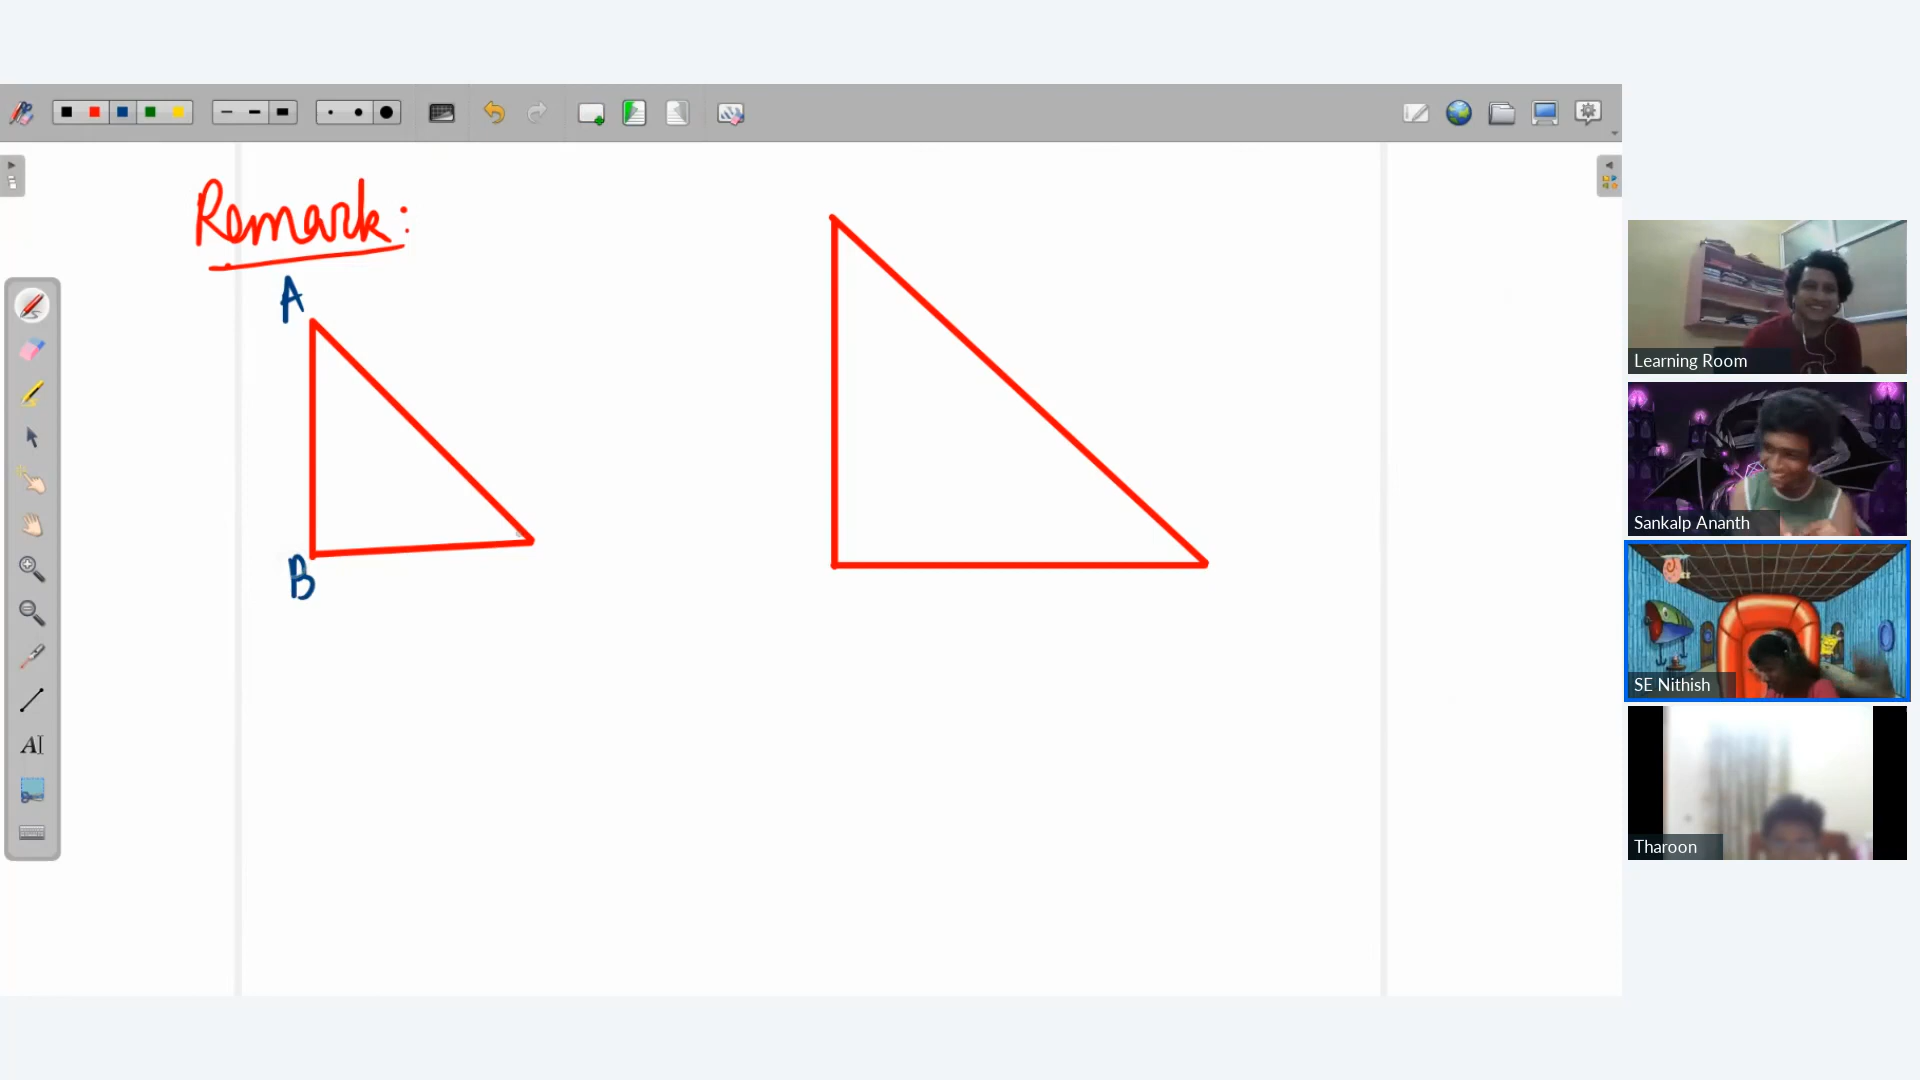 Remark:
A
B
Learning Room
Sankalp Ananth
SE Nithish
Tharoon